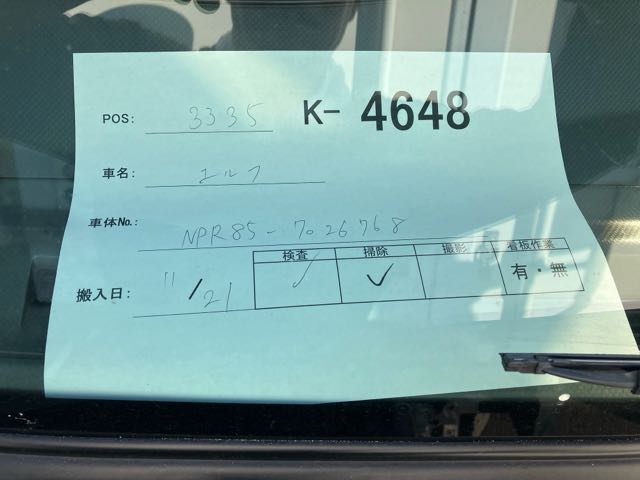 POS: 3335 K-4648
車名: エルフ
車体No.: NPR85-7026768
検査 掃除 撮影 看板作業
搬入日: 11/21 ✓ ✓ 有・無